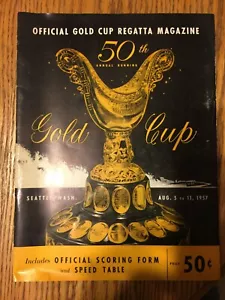 OFFICIAL GOLD CUP REGATTA MAGAZINE
50th
ANNUAL RUNNING
Gold Cup
SEATTLE, WASH. AUG. 5 to 11, 1957
Includes OFFICIAL SCORING FORM
and SPEED TABLE
PRICE 50¢